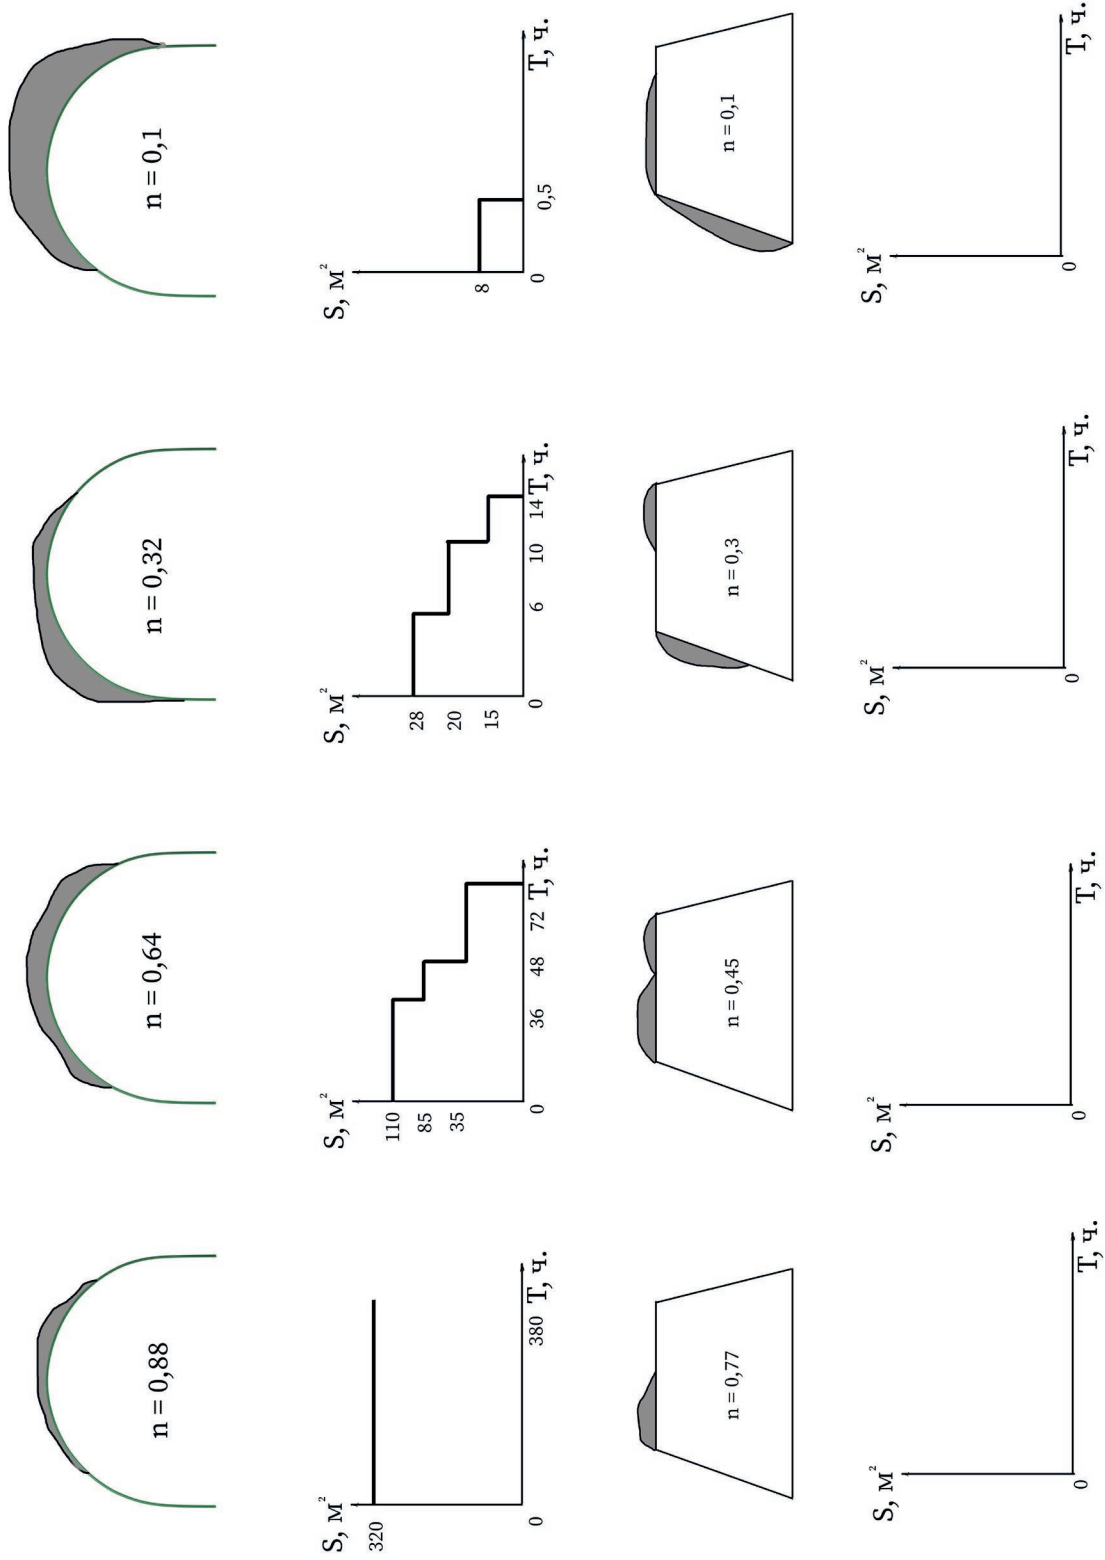 n = 0,88
n = 0,64
n = 0,32
n = 0,1
S, м²
320
0
380
T, ч.
S, м²
110
85
35
0
36
48
72
T, ч.
S, м²
28
20
15
0
6
10
14
T, ч.
S, м²
8
0
0,5
T, ч.
n = 0,77
n = 0,45
n = 0,3
n = 0,1
S, м²
0
T, ч.
S, м²
0
T, ч.
S, м²
0
T, ч.
S, м²
0
T, ч.